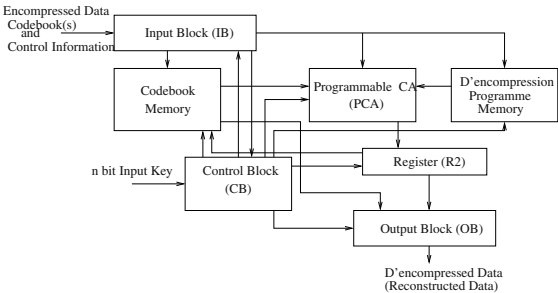 Encompressed Data
Codebook(s)
and
Control Information
Input Block (IB)
Codebook
Memory
Programmable CA
(PCA)
D'encompression
Programme
Memory
n bit Input Key
Control Block
(CB)
Register (R2)
Output Block (OB)
D'encompressed Data
(Reconstructed Data)